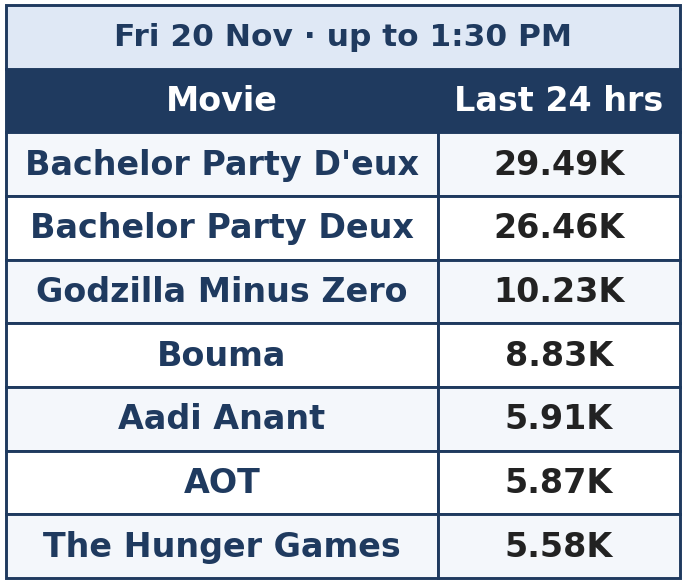 Fri 20 Nov · up to 1:30 PM
Movie Last 24 hrs
Bachelor Party D'eux 29.49K
Bachelor Party Deux 26.46K
Godzilla Minus Zero 10.23K
Bouma 8.83K
Aadi Anant 5.91K
AOT 5.87K
The Hunger Games 5.58K